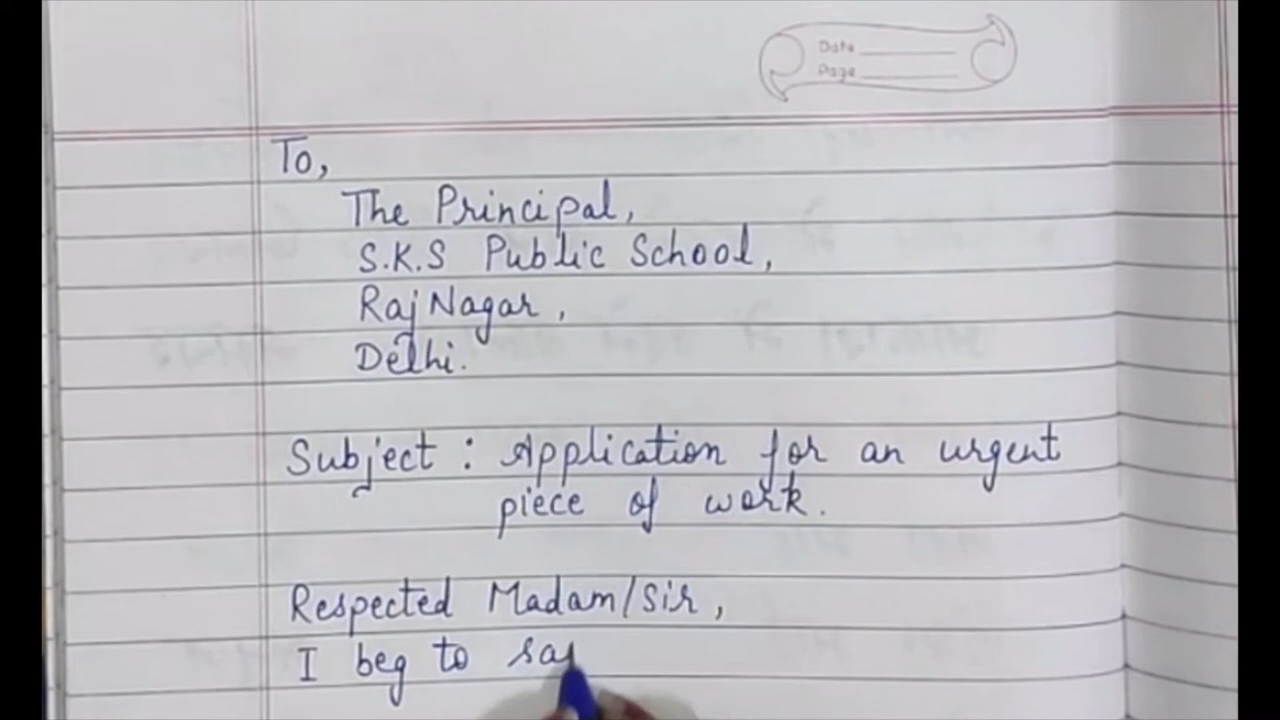 Date
Page
To,
The Principal,
S.K.S Public School,
Raj Nagar,
Delhi.
Subject : Application for an urgent
piece of work.
Respected Madam/Sir,
I beg to sa